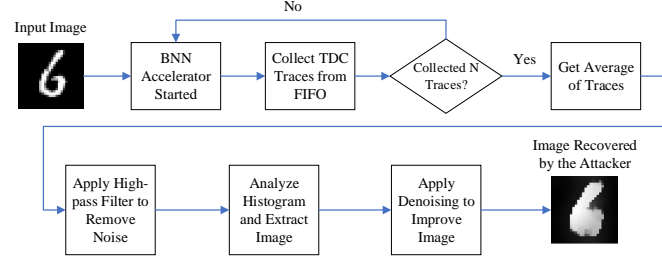 No
Input Image
BNN
Accelerator
Started
Collect TDC
Traces from
FIFO
Collected N
Traces?
Yes
Get Average
of Traces
Apply High-
pass Filter to
Remove
Noise
Analyze
Histogram
and Extract
Image
Apply
Denoising to
Improve
Image
Image Recovered
by the Attacker
6
6